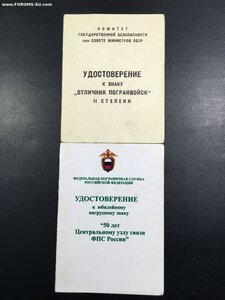 © FORUMS-SU.com
КОМИТЕТ
ГОСУДАРСТВЕННОЙ БЕЗОПАСНОСТИ
при СОВЕТЕ МИНИСТРОВ СССР
УДОСТОВЕРЕНИЕ
К ЗНАКУ
„ОТЛИЧНИК ПОГРАНВОЙСК"
II СТЕПЕНИ
ФЕДЕРАЛЬНАЯ ПОГРАНИЧНАЯ СЛУЖБА
РОССИЙСКОЙ ФЕДЕРАЦИИ
УДОСТОВЕРЕНИЕ
к юбилейному
нагрудному знаку
"50 лет
Центральному узлу связи
ФПС России"